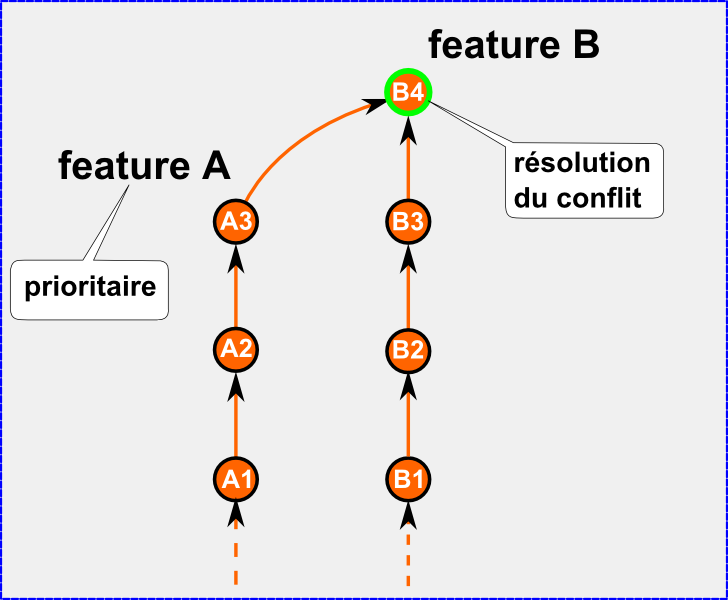 feature B
B4
résolution
du conflit
feature A
A3
B3
prioritaire
A2
B2
A1
B1